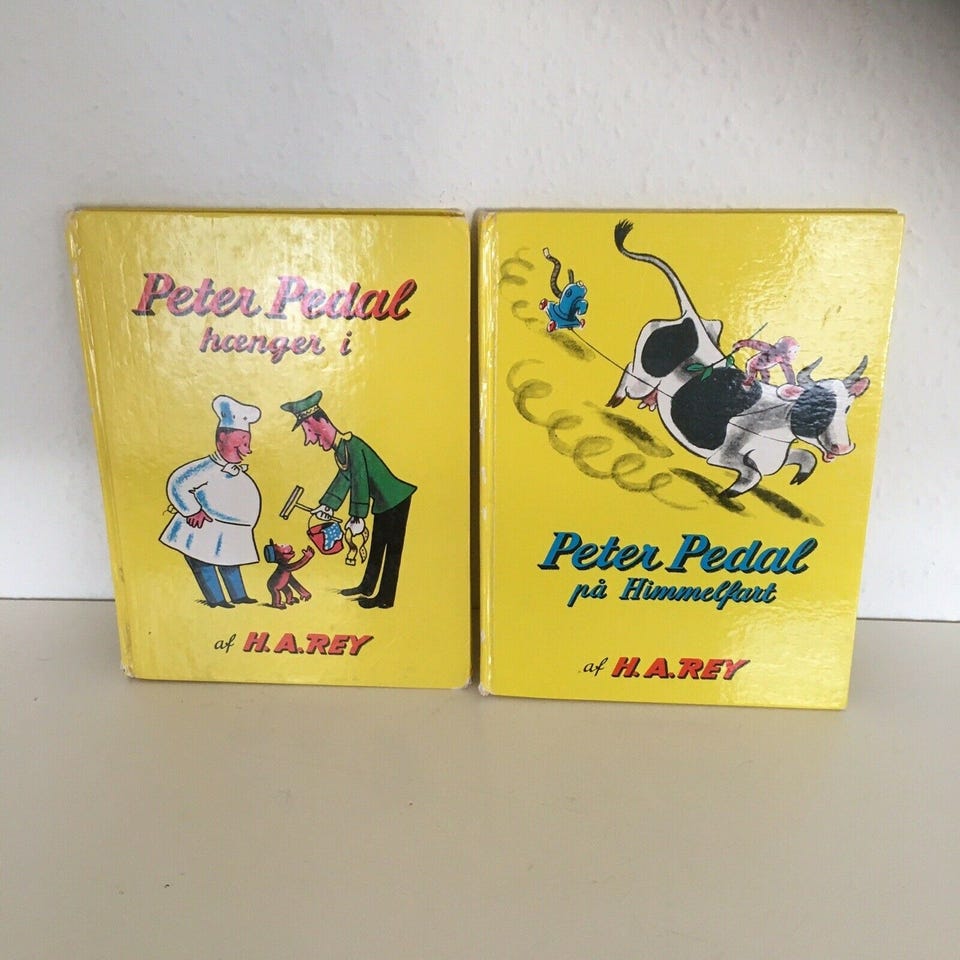 Peter Pedal
hænger i
af H.A.REY
Peter Pedal
på Himmelfart
af H.A.REY